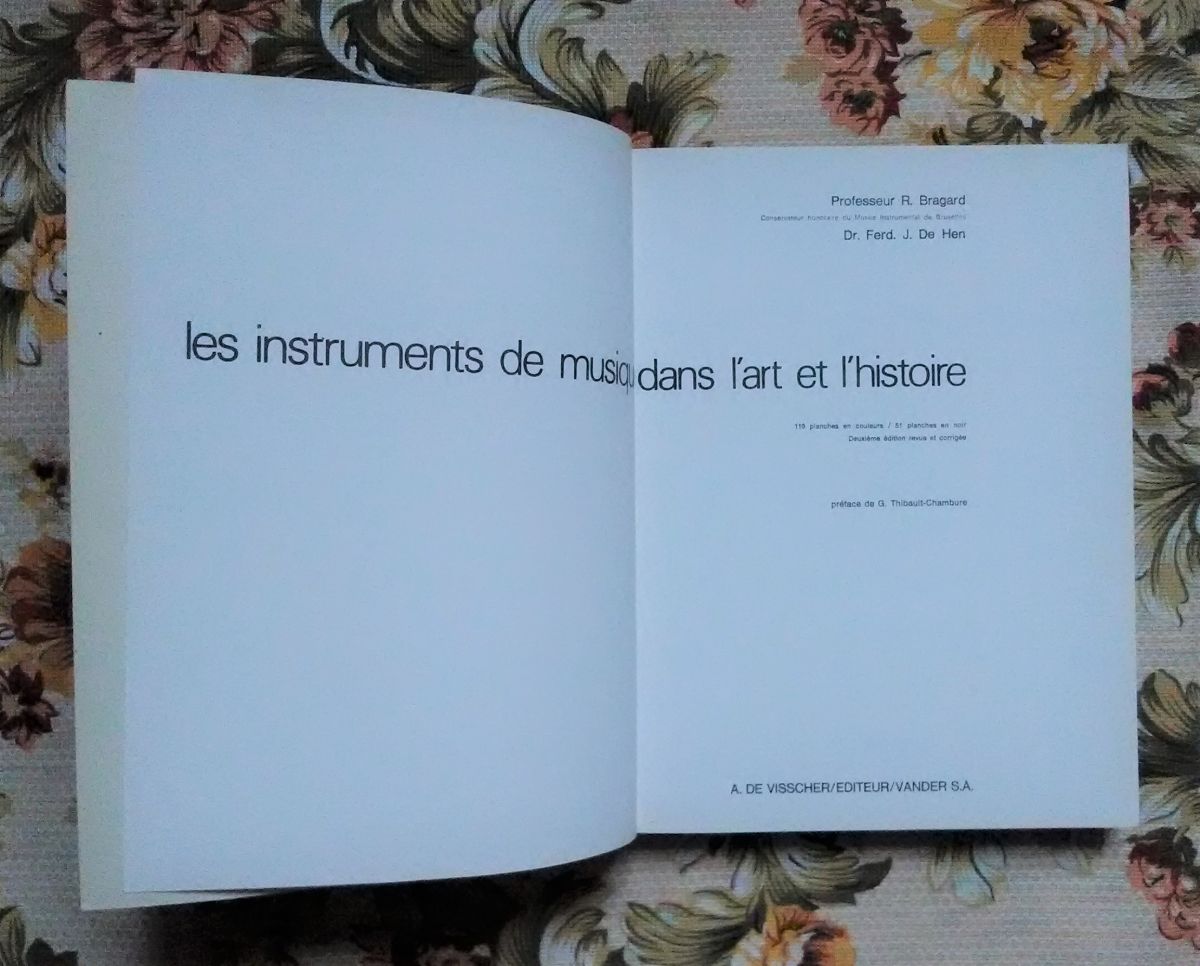 Professeur R. Bragard
Conservateur honoraire du Musée Instrumental de Bruxelles
Dr. Ferd. J. De Hen
les instruments de musiqu dans l'art et l'histoire
planches en couleurs / 51 planches en noir
Deuxième édition revue et corrigée
préface de G. Thibault-Chambure
A. DE VISSCHER/EDITEUR/VANDER S.A.